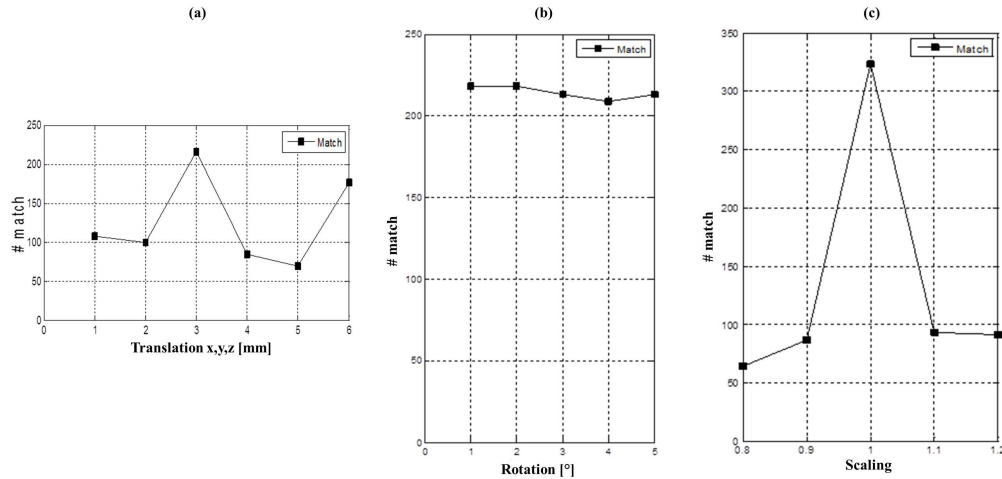 (a)
250
200
150
100
50
0
# match
0 1 2 3 4 5 6
Translation x,y,z [mm]
Match
(b)
250
200
150
100
50
0
# match
0 1 2 3 4 5
Rotation [°]
Match
(c)
350
300
250
200
150
100
50
0
# match
0.8 0.9 1 1.1 1.2
Scaling
Match